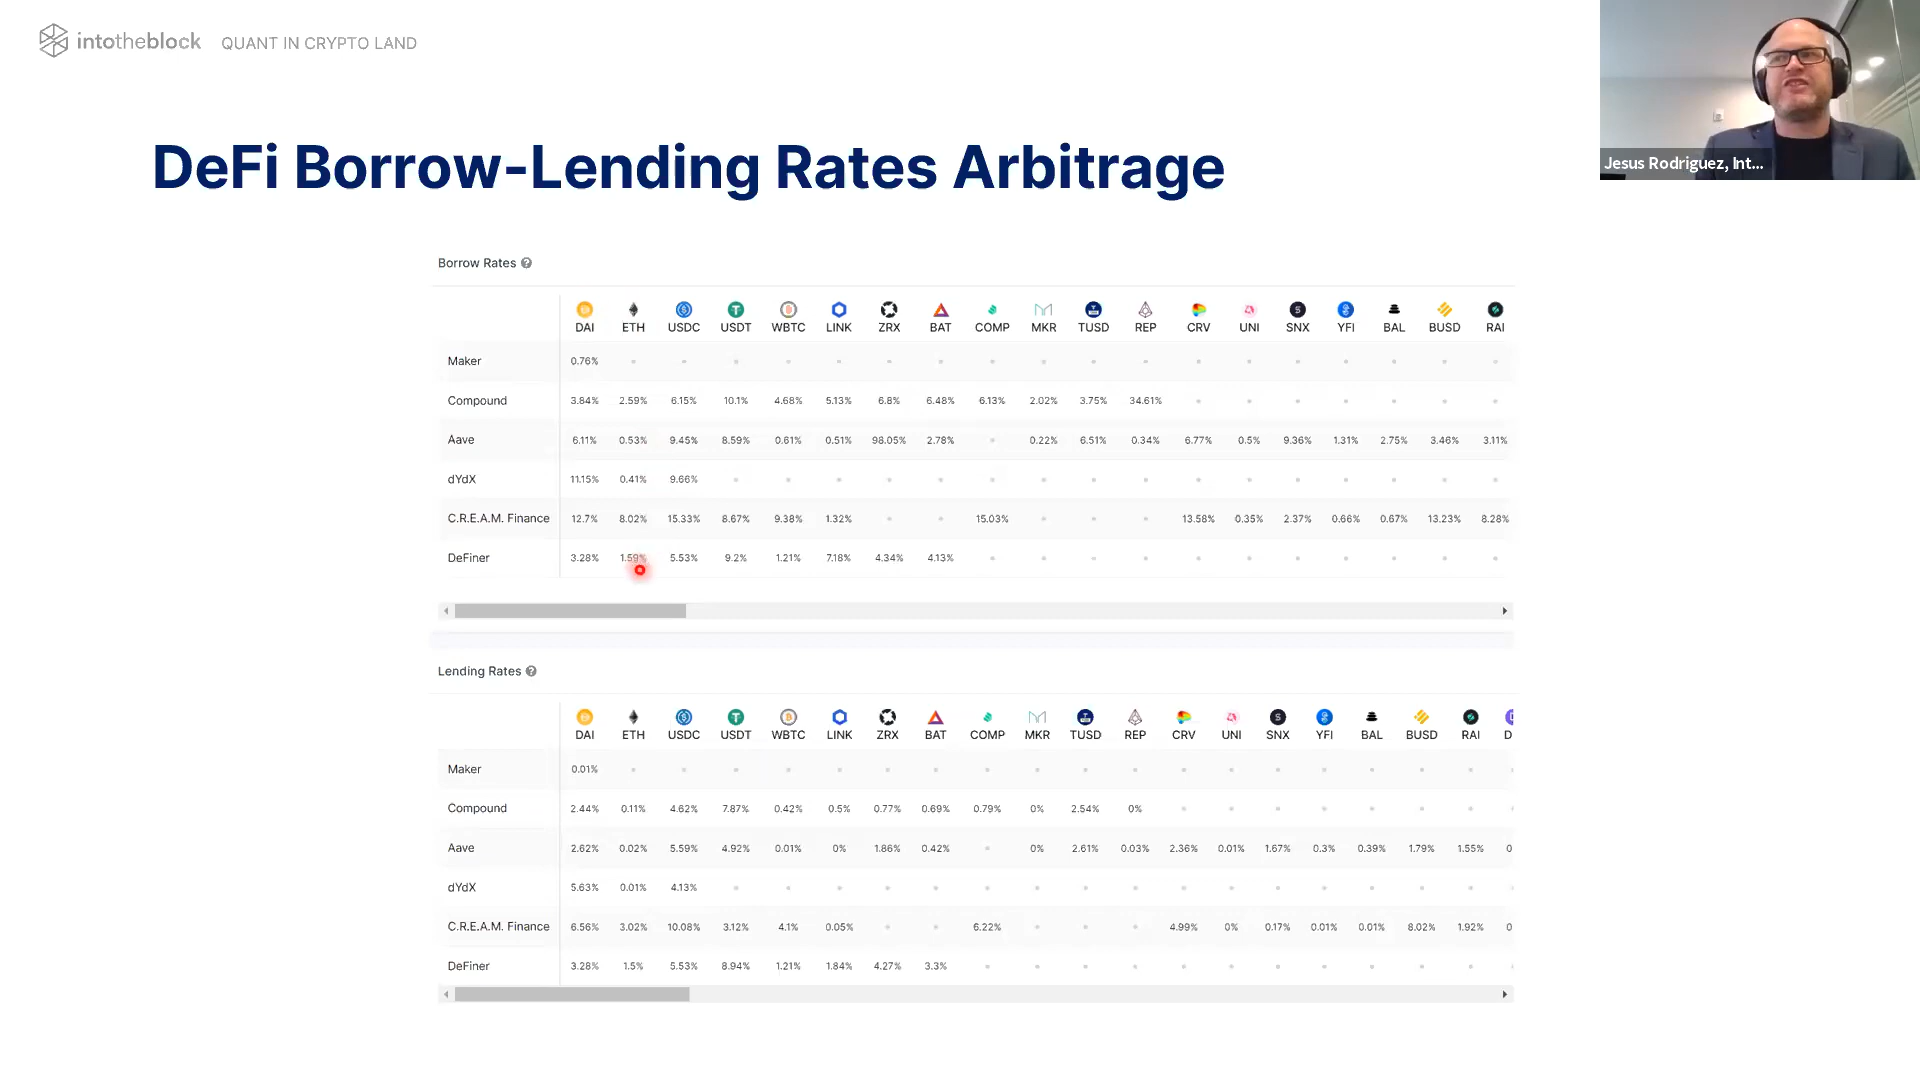 intotheblock QUANT IN CRYPTO LAND
Jesus Rodriguez, Int...
DeFi Borrow-Lending Rates Arbitrage
Borrow Rates
DAI ETH USDC USDT WBTC LINK ZRX BAT COMP MKR TUSD REP CRV UNI SNX YFI BAL BUSD RAI
Maker 0.76%
Compound 3.84% 2.59% 6.15% 10.1% 4.68% 5.13% 6.8% 6.48% 6.13% 2.02% 3.75% 34.61%
Aave 6.11% 0.53% 9.45% 8.59% 0.61% 0.51% 98.05% 2.78% 0.22% 6.51% 0.34% 6.77% 0.5% 9.36% 1.31% 2.75% 3.46% 3.11%
dYdX 11.15% 0.41% 9.66%
C.R.E.A.M. Finance 12.7% 8.02% 15.33% 8.67% 9.38% 1.32% 15.03% 13.58% 0.35% 2.37% 0.66% 0.67% 13.23% 8.28%
DeFiner 3.28% 1.59% 5.53% 9.2% 1.21% 7.18% 4.34% 4.13%
Lending Rates
DAI ETH USDC USDT WBTC LINK ZRX BAT COMP MKR TUSD REP CRV UNI SNX YFI BAL BUSD RAI D
Maker 0.01%
Compound 2.44% 0.11% 4.62% 7.87% 0.42% 0.5% 0.77% 0.69% 0.79% 0% 2.54% 0%
Aave 2.62% 0.02% 5.59% 4.92% 0.01% 0% 1.86% 0.42% 0% 2.61% 0.03% 2.36% 0.01% 1.67% 0.3% 0.39% 1.79% 1.55% 0
dYdX 5.63% 0.01% 4.13%
C.R.E.A.M. Finance 6.56% 3.02% 10.08% 3.12% 4.1% 0.05% 6.22% 4.99% 0% 0.17% 0.01% 0.01% 8.02% 1.92% 0
DeFiner 3.28% 1.5% 5.53% 8.94% 1.21% 1.84% 4.27% 3.3%